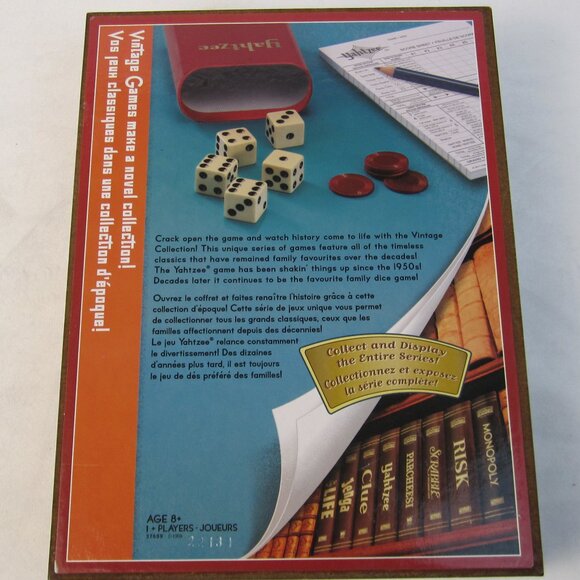 Vintage Games make a novel collection!
Vos jeux classiques dans une collection d'époque!
yahtzee
Yahtzee
Crack open the game and watch history come to life with the Vintage
Collection! This unique series of games feature all of the timeless
classics that have remained family favourites over the decades!
The Yahtzee® game has been shakin' things up since the 1950s!
Decades later it continues to be the favourite family dice game!
Ouvrez le coffret et faites renaître l'histoire grâce à cette
collection d'époque! Cette série de jeux unique vous permet
de collectionner tous les grands classiques, ceux que les
familles affectionnent depuis des décennies!
Le jeu Yahtzee® relance constamment
le divertissement! Des dizaines
d'années plus tard, il est toujours
le jeu de dés préféré des familles!
Collect and Display
the Entire Series!
Collectionnez et exposez
la série complète!
LIFE
Jenga
Clue
Yahtzee
PARCHEESI
SCRABBLE
RISK
MONOPOLY
AGE 8+
1+ PLAYERS · JOUEURS